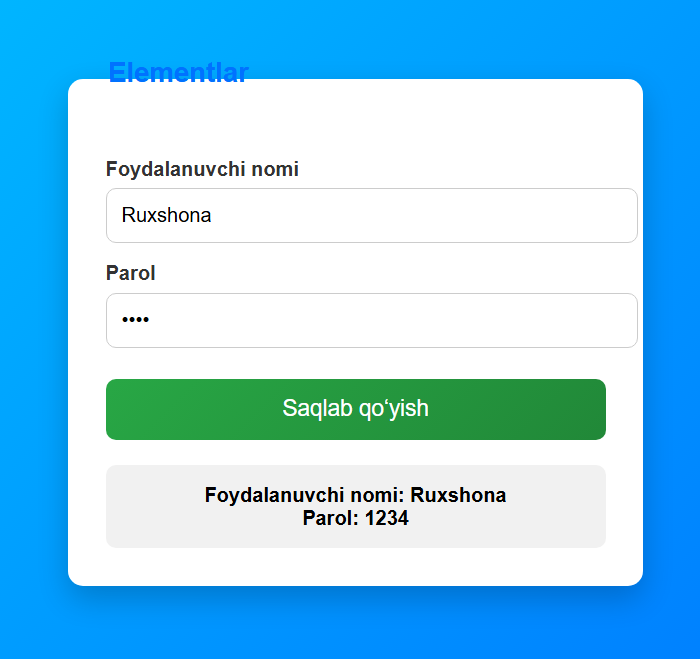 Elementlar
Foydalanuvchi nomi
Ruxshona
Parol
••••
Saqlab qo‘yish
Foydalanuvchi nomi: Ruxshona
Parol: 1234